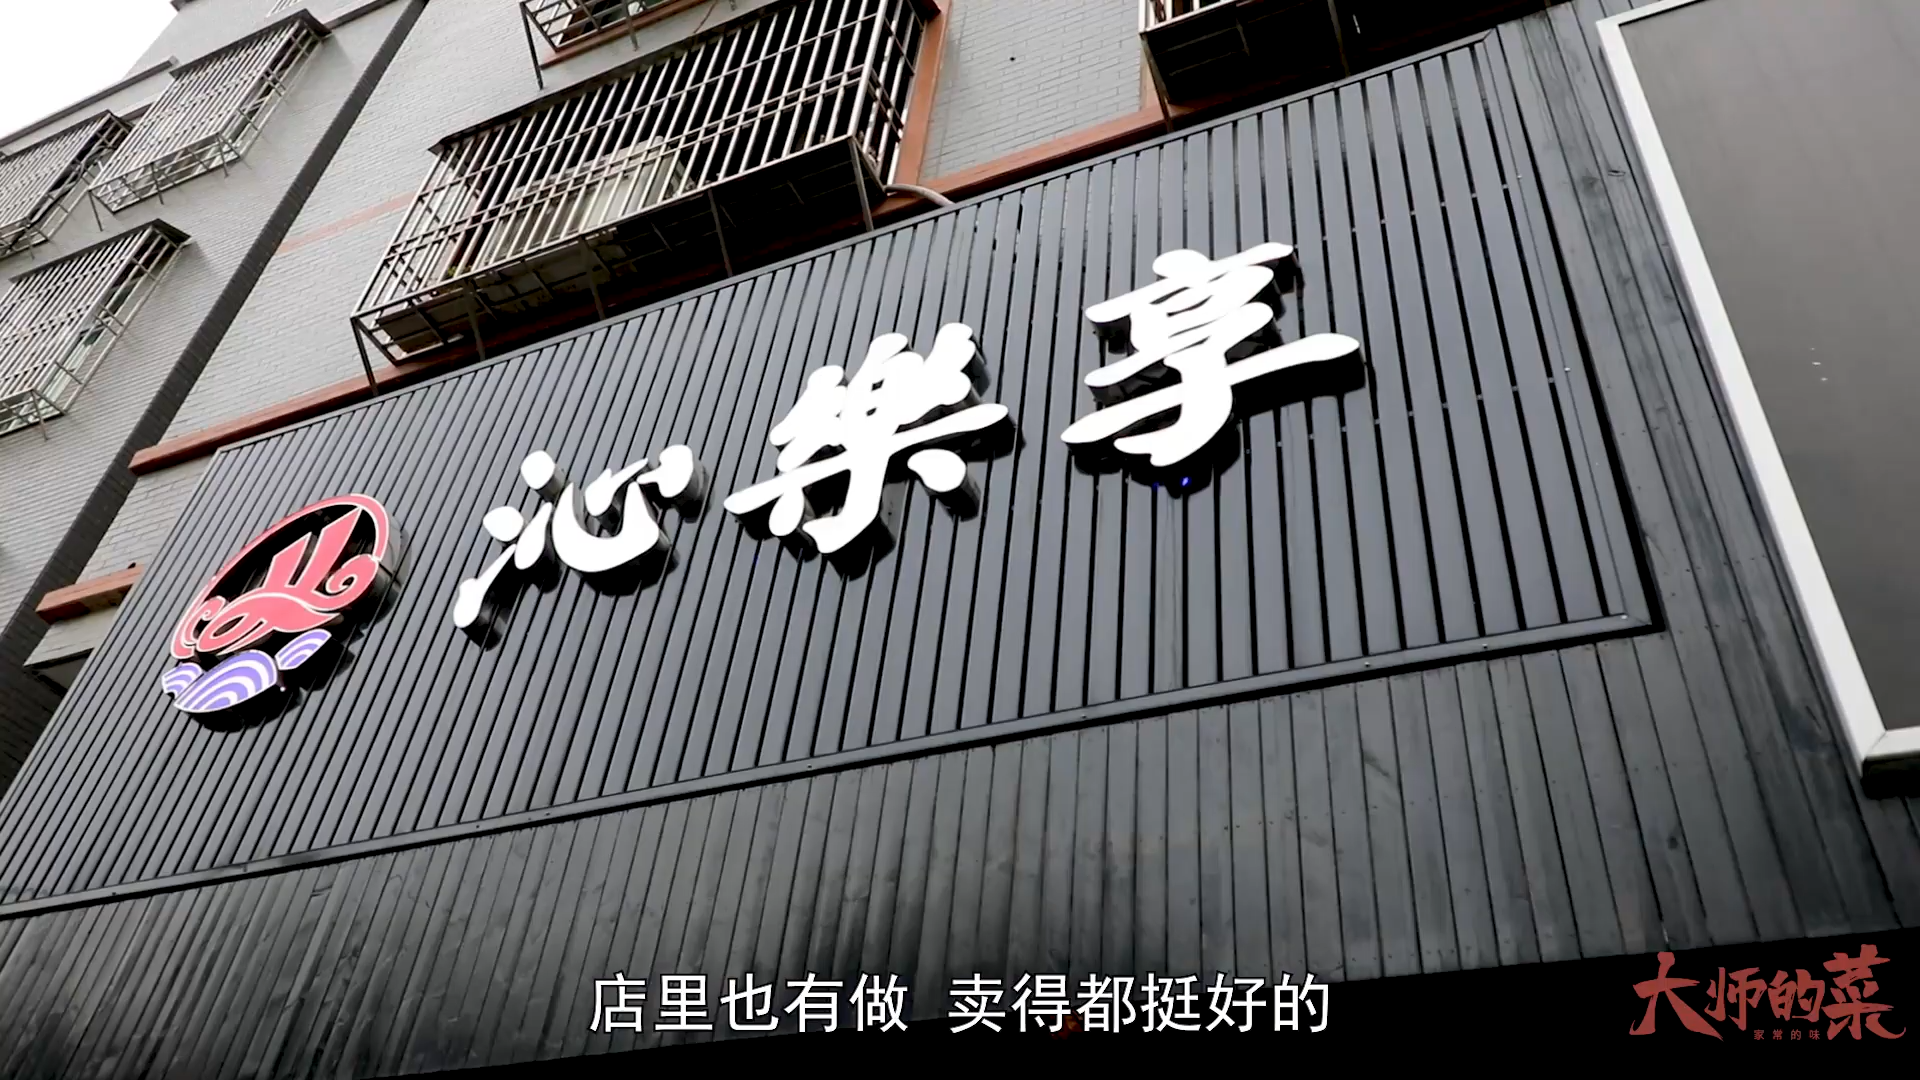 沁樂享
店里也有做 卖得都挺好的
大师的菜
家常的味